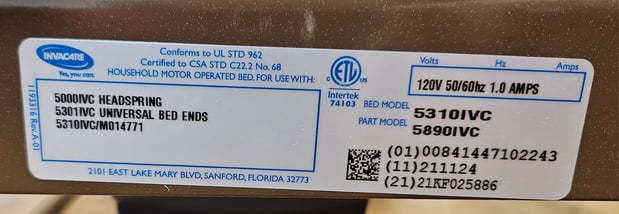 INVACARE
Yes, you can.
Conforms to UL STD 962
Certified to CSA STD C22.2 No. 68
HOUSEHOLD MOTOR OPERATED BED. FOR USE WITH:
5000IVC HEADSPRING
5301IVC UNIVERSAL BED ENDS
5310IVC/M014771
1193316 Rev.A-01
2101 EAST LAKE MARY BLVD, SANFORD, FLORIDA 32773
ETL
c us
Intertek
74103
Volts Hz Amps
120V 50/60hz 1.0 AMPS
BED MODEL 5310IVC
PART MODEL 5890IVC
(01)00841447102243
(11)211124
(21)21KF025886